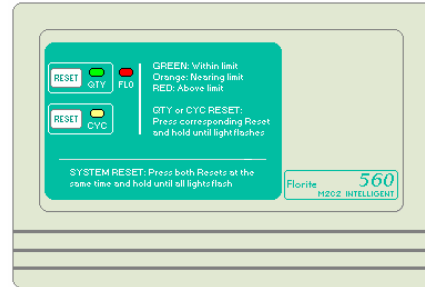 RESET
QTY
FLO
GREEN: Within limit
Orange: Nearing limit
RED: Above limit
RESET
CYC
QTY or CYC RESET:
Press corresponding Reset
and hold until light flashes
SYSTEM RESET: Press both Resets at the
same time and hold until all lights flash
Florite
560
M202 INTELLIGENT